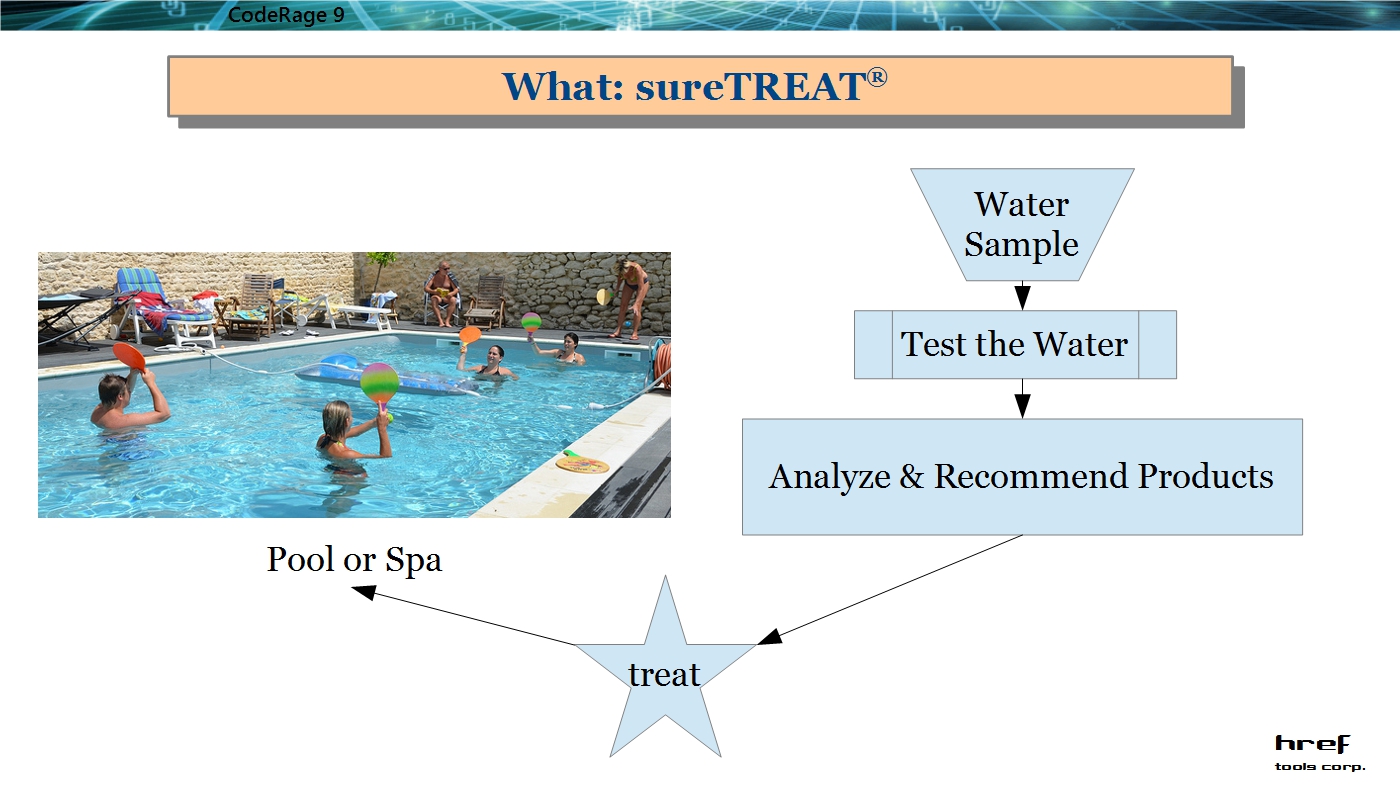 CodeRage 9
What: sureTREAT®
Water
Sample
Test the Water
Analyze & Recommend Products
Pool or Spa
treat
href
tools corp.